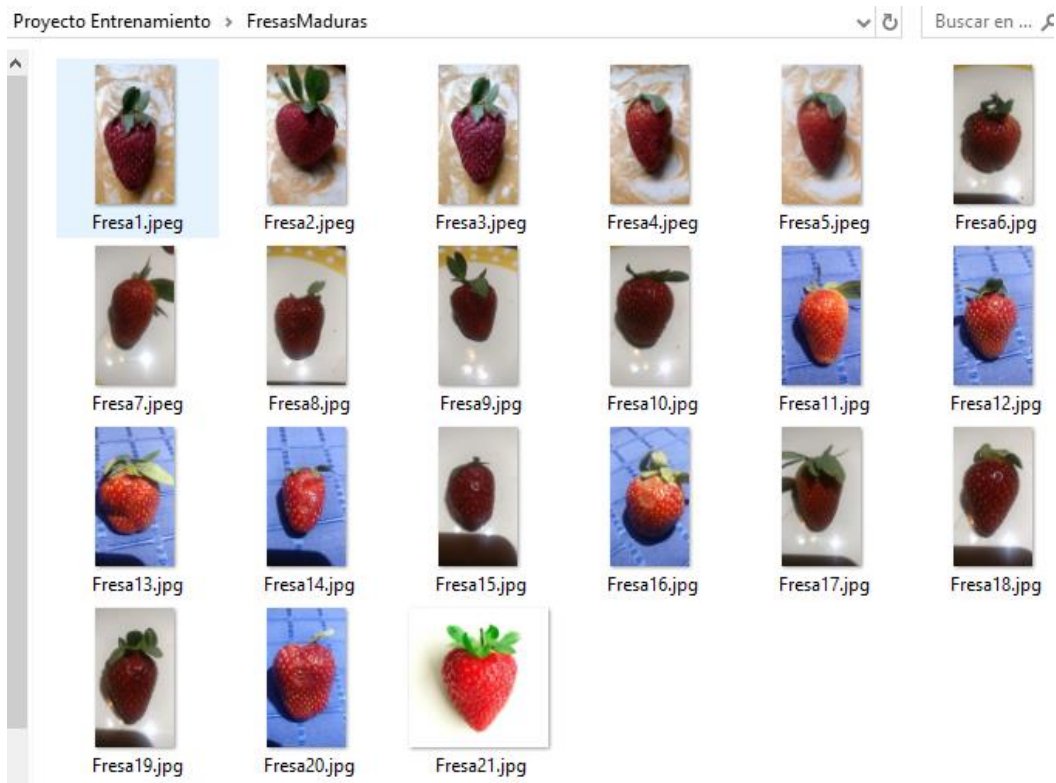 Proyecto Entrenamiento > FresasMaduras
Buscar en ...
Fresa1.jpeg
Fresa2.jpeg
Fresa3.jpeg
Fresa4.jpeg
Fresa5.jpeg
Fresa6.jpg
Fresa7.jpeg
Fresa8.jpg
Fresa9.jpg
Fresa10.jpg
Fresa11.jpg
Fresa12.jpg
Fresa13.jpg
Fresa14.jpg
Fresa15.jpg
Fresa16.jpg
Fresa17.jpg
Fresa18.jpg
Fresa19.jpg
Fresa20.jpg
Fresa21.jpg